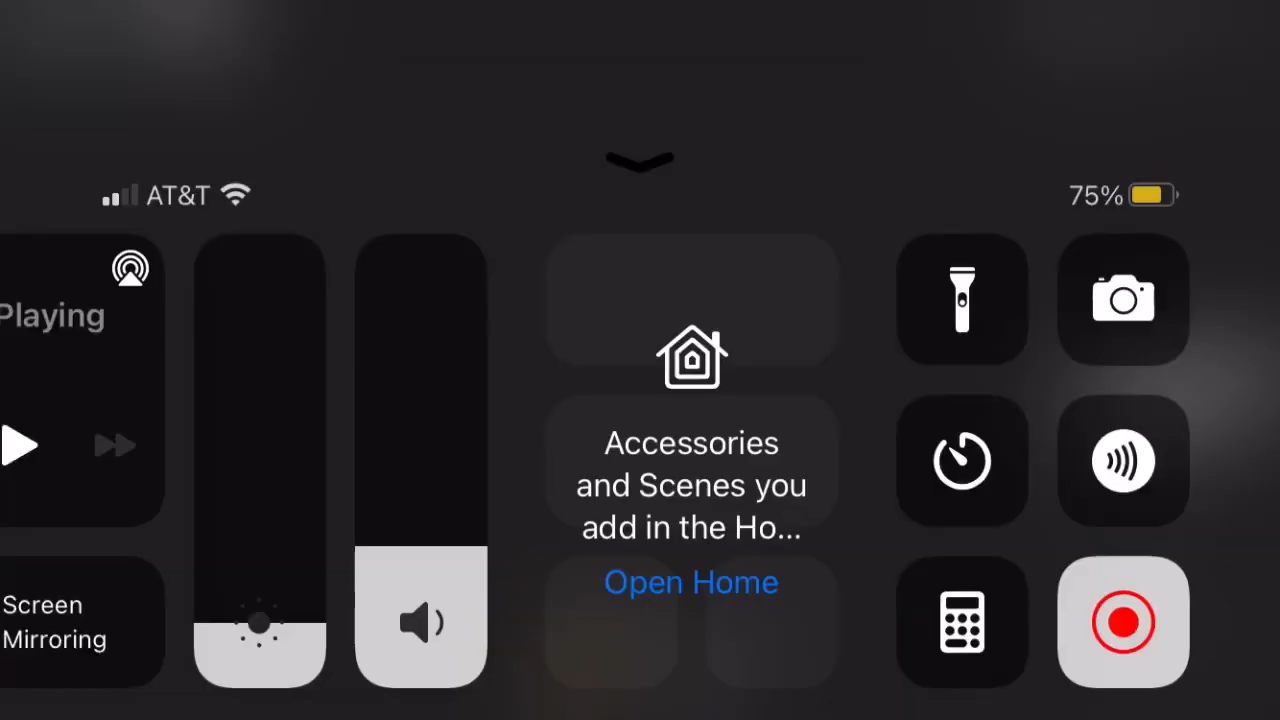 AT&T
75%
Playing
Screen
Mirroring
Accessories
and Scenes you
add in the Ho...
Open Home